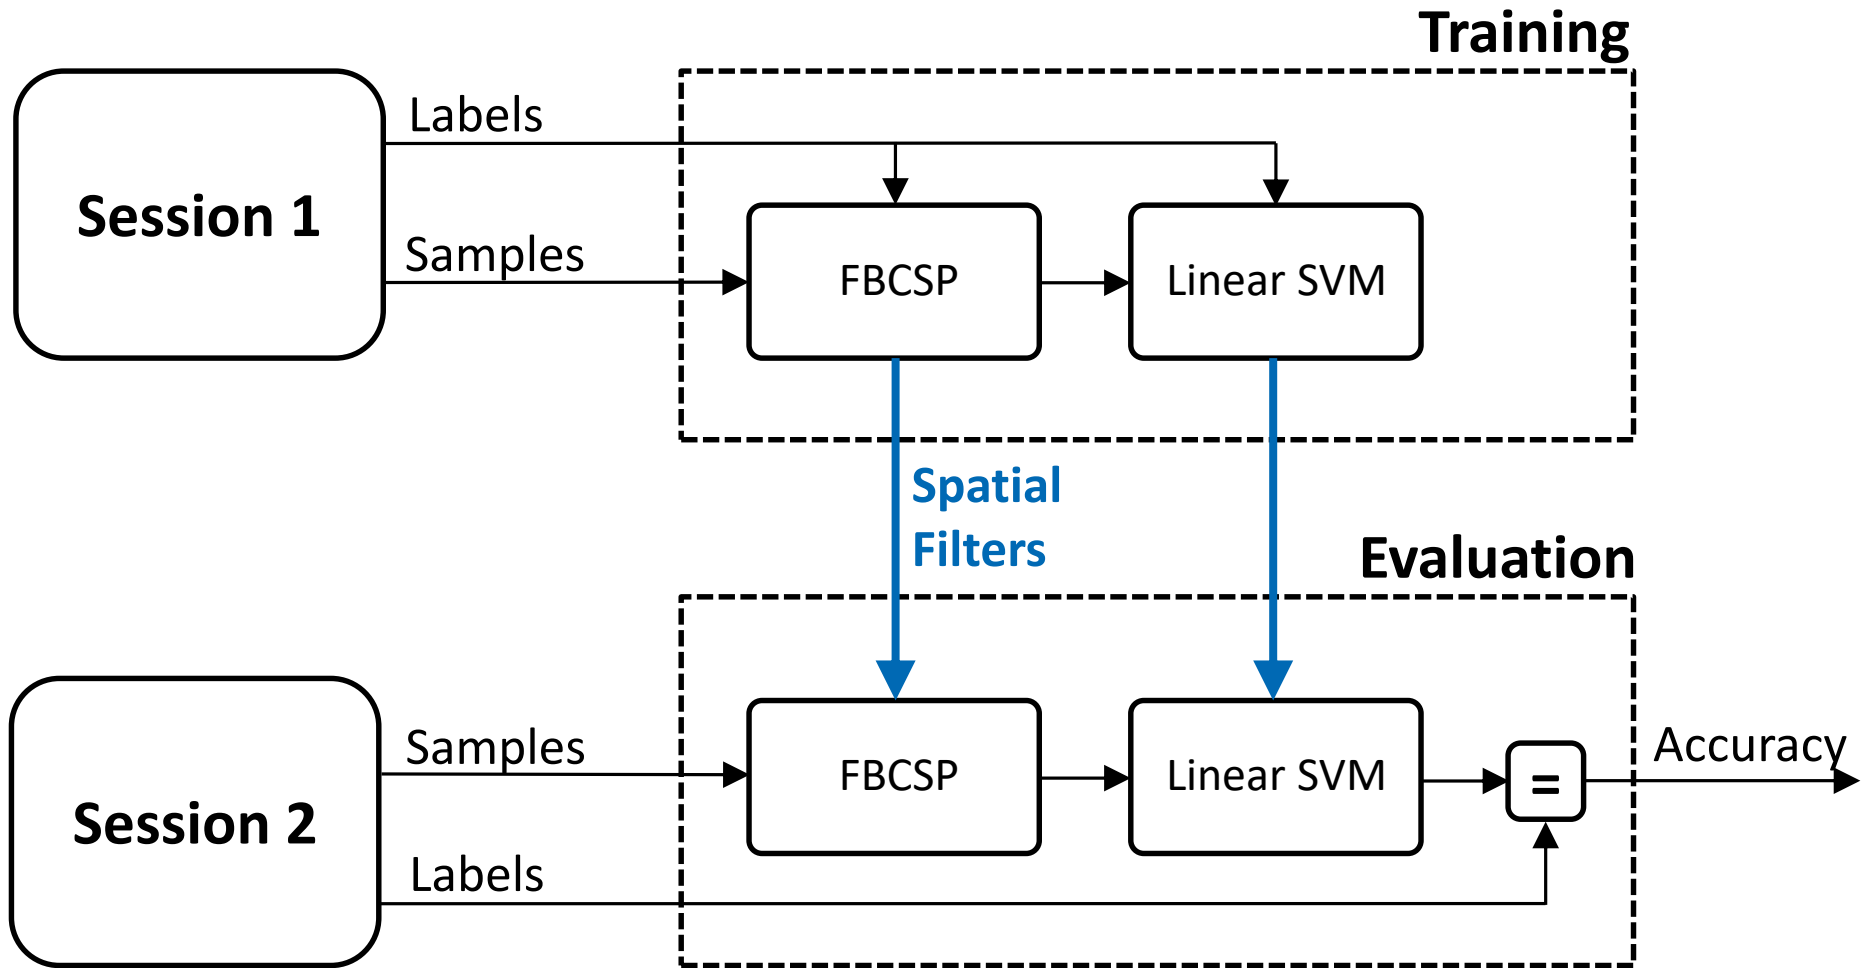 Training
Labels
Session 1
Samples
FBCSP
Linear SVM
Spatial
Filters
Evaluation
Samples
FBCSP
Linear SVM
=
Accuracy
Session 2
Labels